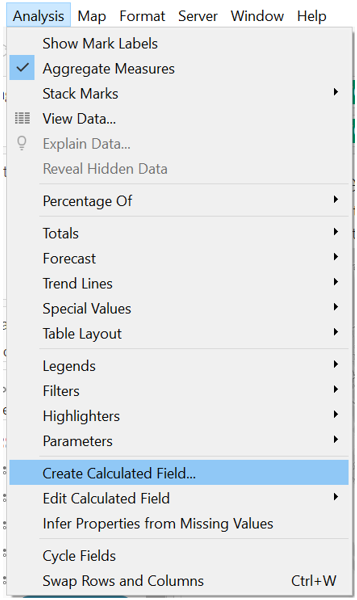 Analysis Map Format Server Window Help
Show Mark Labels
Aggregate Measures
Stack Marks
View Data...
Explain Data...
Reveal Hidden Data
Percentage Of
Totals
Forecast
Trend Lines
Special Values
Table Layout
Legends
Filters
Highlighters
Parameters
Create Calculated Field...
Edit Calculated Field
Infer Properties from Missing Values
Cycle Fields
Swap Rows and Columns Ctrl+W